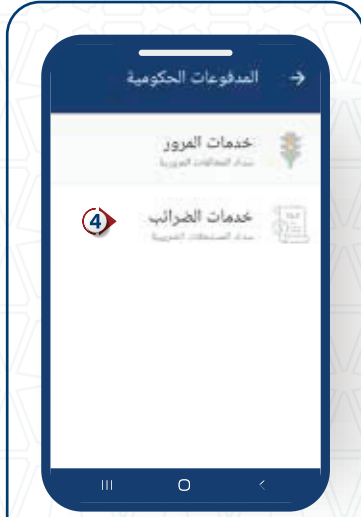 المدفوعات الحكومية
خدمات المرور
سداد المخالفات المرورية
خدمات الضرائب
سداد المستحقات الضريبية
4